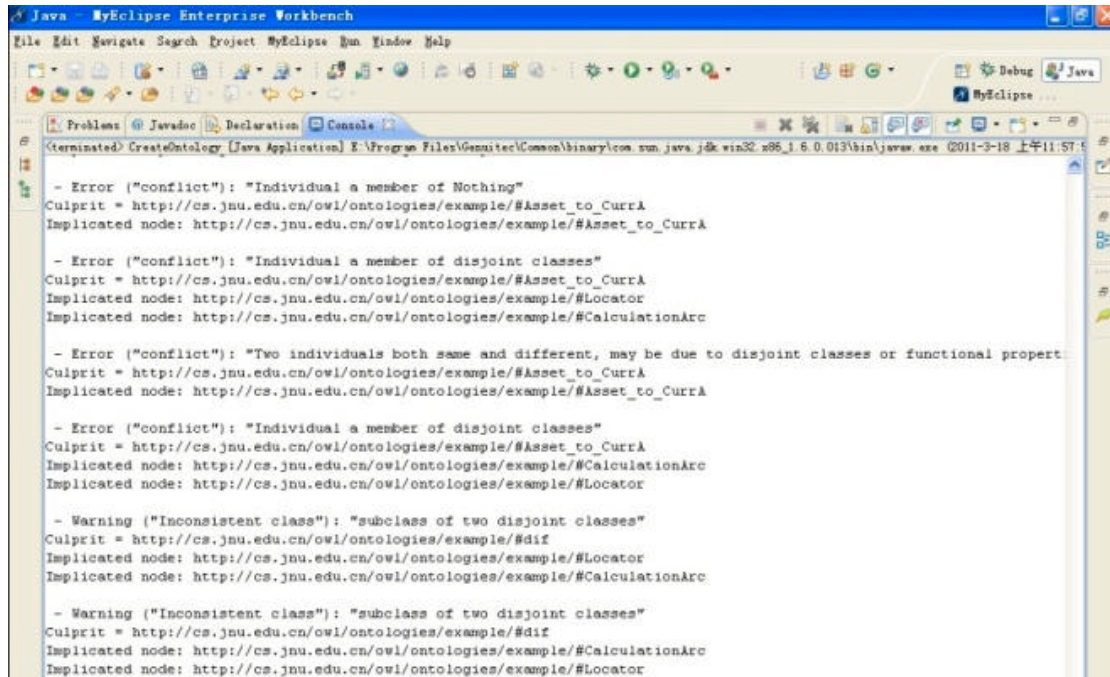 Java - MyEclipse Enterprise Workbench
File Edit Navigate Search Project MyEclipse Run Window Help
Debug Java
MyEclipse ...
Problems Javadoc Declaration Console
<terminated> CreateOntology [Java Application] E:\Program Files\Genuitec\Common\binary\com.sun.java.jdk.win32.x86_1.6.0.013\bin\javaw.exe (2011-3-18 上午11:57:5
- Error ("conflict"): "Individual a member of Nothing"
Culprit = http://cs.jnu.edu.cn/owl/ontologies/example/#Asset_to_CurrA
Implicated node: http://cs.jnu.edu.cn/owl/ontologies/example/#Asset_to_CurrA
- Error ("conflict"): "Individual a member of disjoint classes"
Culprit = http://cs.jnu.edu.cn/owl/ontologies/example/#Asset_to_CurrA
Implicated node: http://cs.jnu.edu.cn/owl/ontologies/example/#Locator
Implicated node: http://cs.jnu.edu.cn/owl/ontologies/example/#CalculationArc
- Error ("conflict"): "Two individuals both same and different, may be due to disjoint classes or functional propert
Culprit = http://cs.jnu.edu.cn/owl/ontologies/example/#Asset_to_CurrA
Implicated node: http://cs.jnu.edu.cn/owl/ontologies/example/#Asset_to_CurrA
- Error ("conflict"): "Individual a member of disjoint classes"
Culprit = http://cs.jnu.edu.cn/owl/ontologies/example/#Asset_to_CurrA
Implicated node: http://cs.jnu.edu.cn/owl/ontologies/example/#CalculationArc
Implicated node: http://cs.jnu.edu.cn/owl/ontologies/example/#Locator
- Warning ("Inconsistent class"): "subclass of two disjoint classes"
Culprit = http://cs.jnu.edu.cn/owl/ontologies/example/#dif
Implicated node: http://cs.jnu.edu.cn/owl/ontologies/example/#Locator
Implicated node: http://cs.jnu.edu.cn/owl/ontologies/example/#CalculationArc
- Warning ("Inconsistent class"): "subclass of two disjoint classes"
Culprit = http://cs.jnu.edu.cn/owl/ontologies/example/#dif
Implicated node: http://cs.jnu.edu.cn/owl/ontologies/example/#CalculationArc
Implicated node: http://cs.jnu.edu.cn/owl/ontologies/example/#Locator